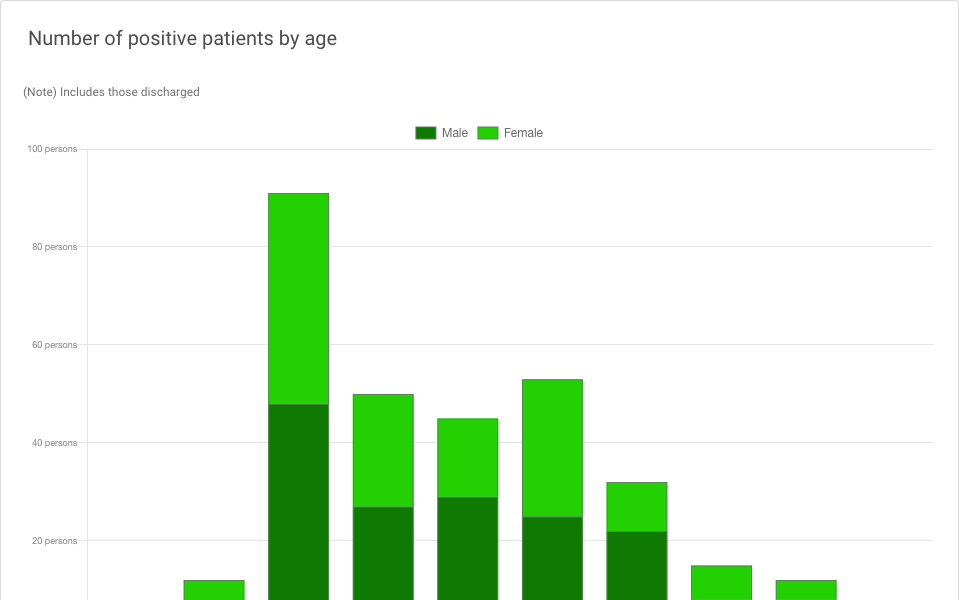 Number of positive patients by age
(Note) Includes those discharged
Male Female
100 persons
80 persons
60 persons
40 persons
20 persons